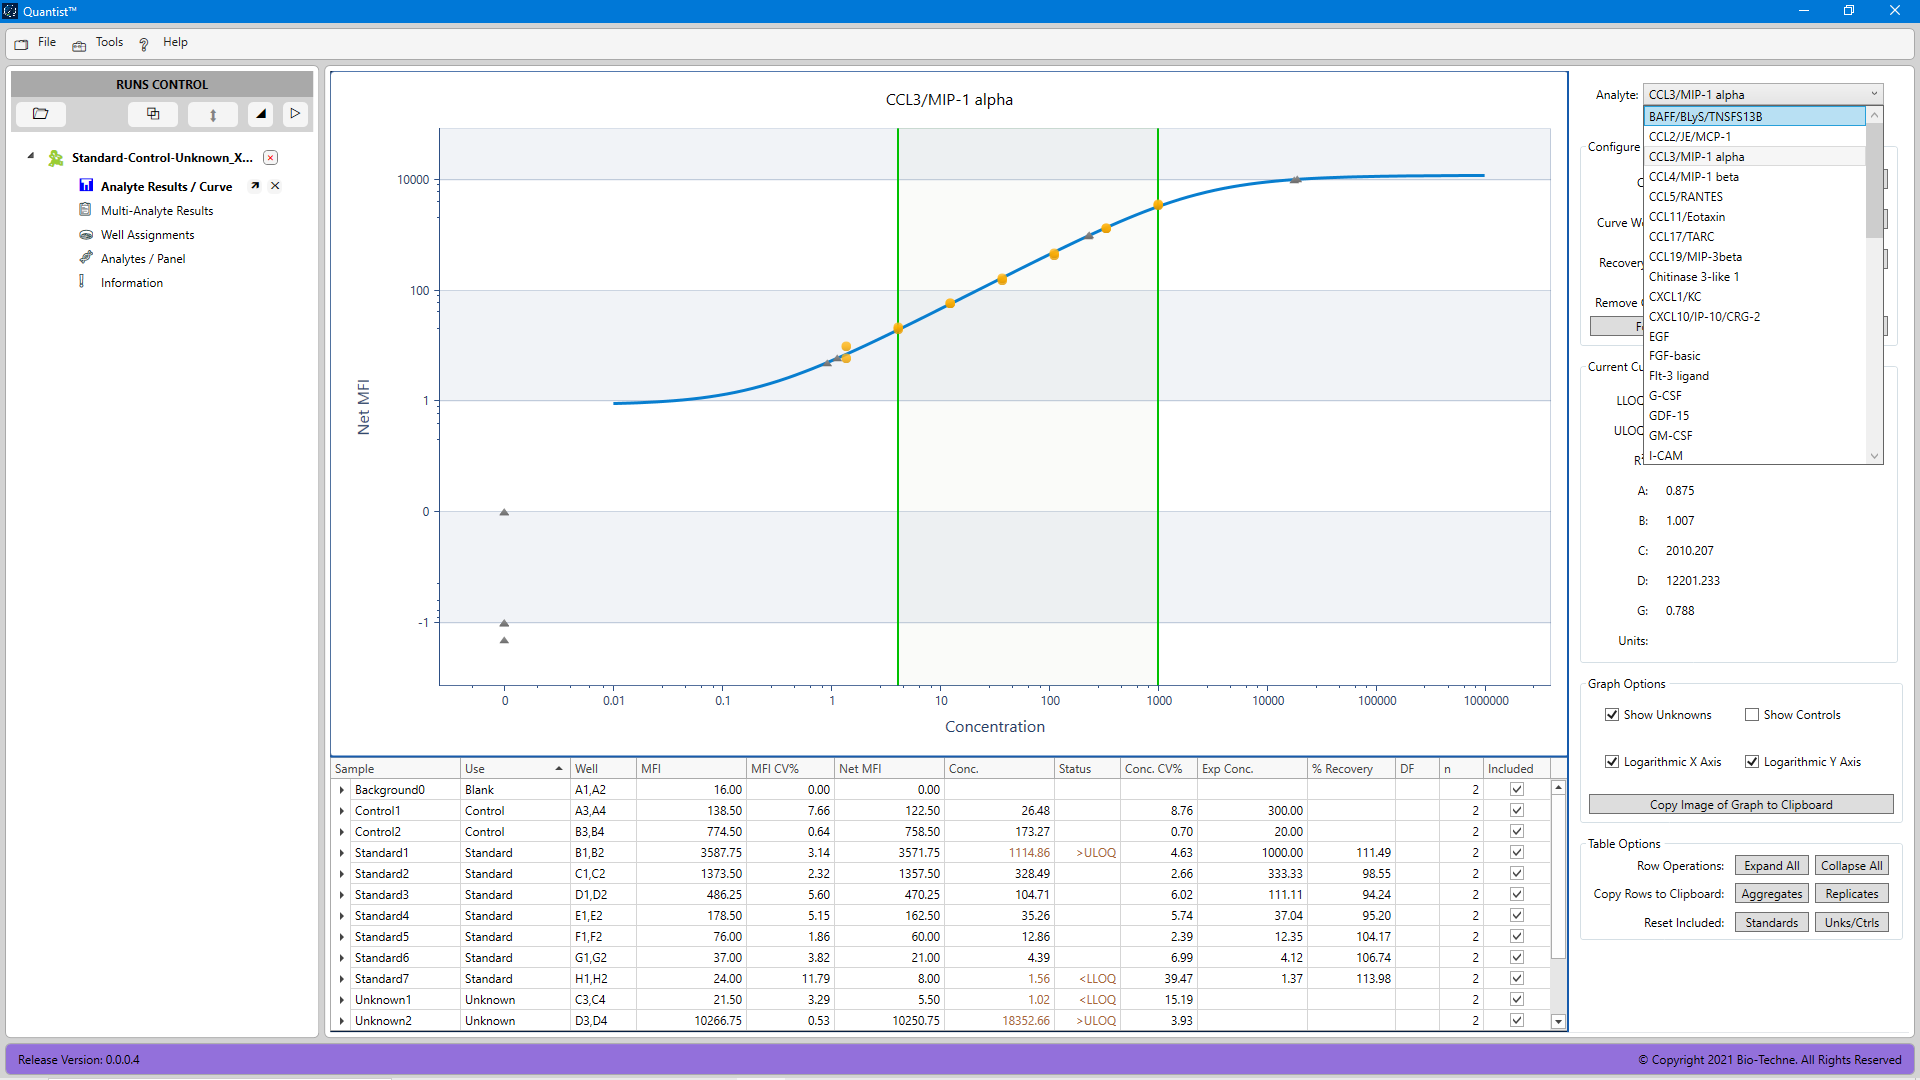 Quantist™
File Tools Help
RUNS CONTROL
Standard-Control-Unknown_X...
Analyte Results / Curve
Multi-Analyte Results
Well Assignments
Analytes / Panel
Information
CCL3/MIP-1 alpha
Net MFI
10000
100
1
0
-1
0 0.01 0.1 1 10 100 1000 10000 100000 1000000
Concentration
Sample Use Well MFI MFI CV% Net MFI Conc. Status Conc. CV% Exp Conc. % Recovery DF n Included
Background0 Blank A1,A2 16.00 0.00 0.00 2
Control1 Control A3,A4 138.50 7.66 122.50 26.48 8.76 300.00 2
Control2 Control B3,B4 774.50 0.64 758.50 173.27 0.70 20.00 2
Standard1 Standard B1,B2 3587.75 3.14 3571.75 1114.86 >ULOQ 4.63 1000.00 111.49 2
Standard2 Standard C1,C2 1373.50 2.32 1357.50 328.49 2.66 333.33 98.55 2
Standard3 Standard D1,D2 486.25 5.60 470.25 104.71 6.02 111.11 94.24 2
Standard4 Standard E1,E2 178.50 5.15 162.50 35.26 5.74 37.04 95.20 2
Standard5 Standard F1,F2 76.00 1.86 60.00 12.86 2.39 12.35 104.17 2
Standard6 Standard G1,G2 37.00 3.82 21.00 4.39 6.99 4.12 106.74 2
Standard7 Standard H1,H2 24.00 11.79 8.00 1.56 <LLOQ 39.47 1.37 113.98 2
Unknown1 Unknown C3,C4 21.50 3.29 5.50 1.02 <LLOQ 15.19 2
Unknown2 Unknown D3,D4 10266.75 0.53 10250.75 18352.66 >ULOQ 3.93 2
Analyte: CCL3/MIP-1 alpha
BAFF/BLyS/TNSFS13B
CCL2/JE/MCP-1
CCL3/MIP-1 alpha
CCL4/MIP-1 beta
CCL5/RANTES
CCL11/Eotaxin
CCL17/TARC
CCL19/MIP-3beta
Chitinase 3-like 1
CXCL1/KC
CXCL10/IP-10/CRG-2
EGF
FGF-basic
Flt-3 ligand
G-CSF
GDF-15
GM-CSF
I-CAM
Configure
Curve
Recovery
Remove
Current
A: 0.875
B: 1.007
C: 2010.207
D: 12201.233
G: 0.788
Units:
Graph Options
Show Unknowns Show Controls
Logarithmic X Axis Logarithmic Y Axis
Copy Image of Graph to Clipboard
Table Options
Row Operations: Expand All Collapse All
Copy Rows to Clipboard: Aggregates Replicates
Reset Included: Standards Unks/Ctrls
Release Version: 0.0.0.4
© Copyright 2021 Bio-Techne. All Rights Reserved